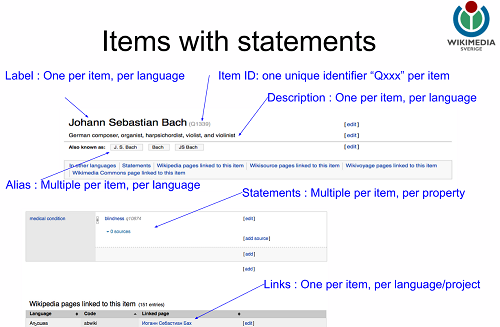 Items with statements
WIKIMEDIA
SVERIGE
Label : One per item, per language
Item ID: one unique identifier “Qxxx” per item
Description : One per item, per language
Johann Sebastian Bach (Q1339)
[edit]
German composer, organist, harpsichordist, violist, and violinist
[edit]
Also known as: J. S. Bach Bach JS Bach
[edit]
In other languages Statements Wikipedia pages linked to this item Wikisource pages linked to this item Wikivoyage pages linked to this item
Wikimedia Commons page linked to this item
Alias : Multiple per item, per language
Statements : Multiple per item, per property
medical condition
blindness
[edit]
+ 0 sources
[add source]
[add]
[add]
Links : One per item, per language/project
Wikipedia pages linked to this item (151 entries)
Language Code Linked page
Аҧсуаа abwiki Иоганн Себастиан Бах [edit]